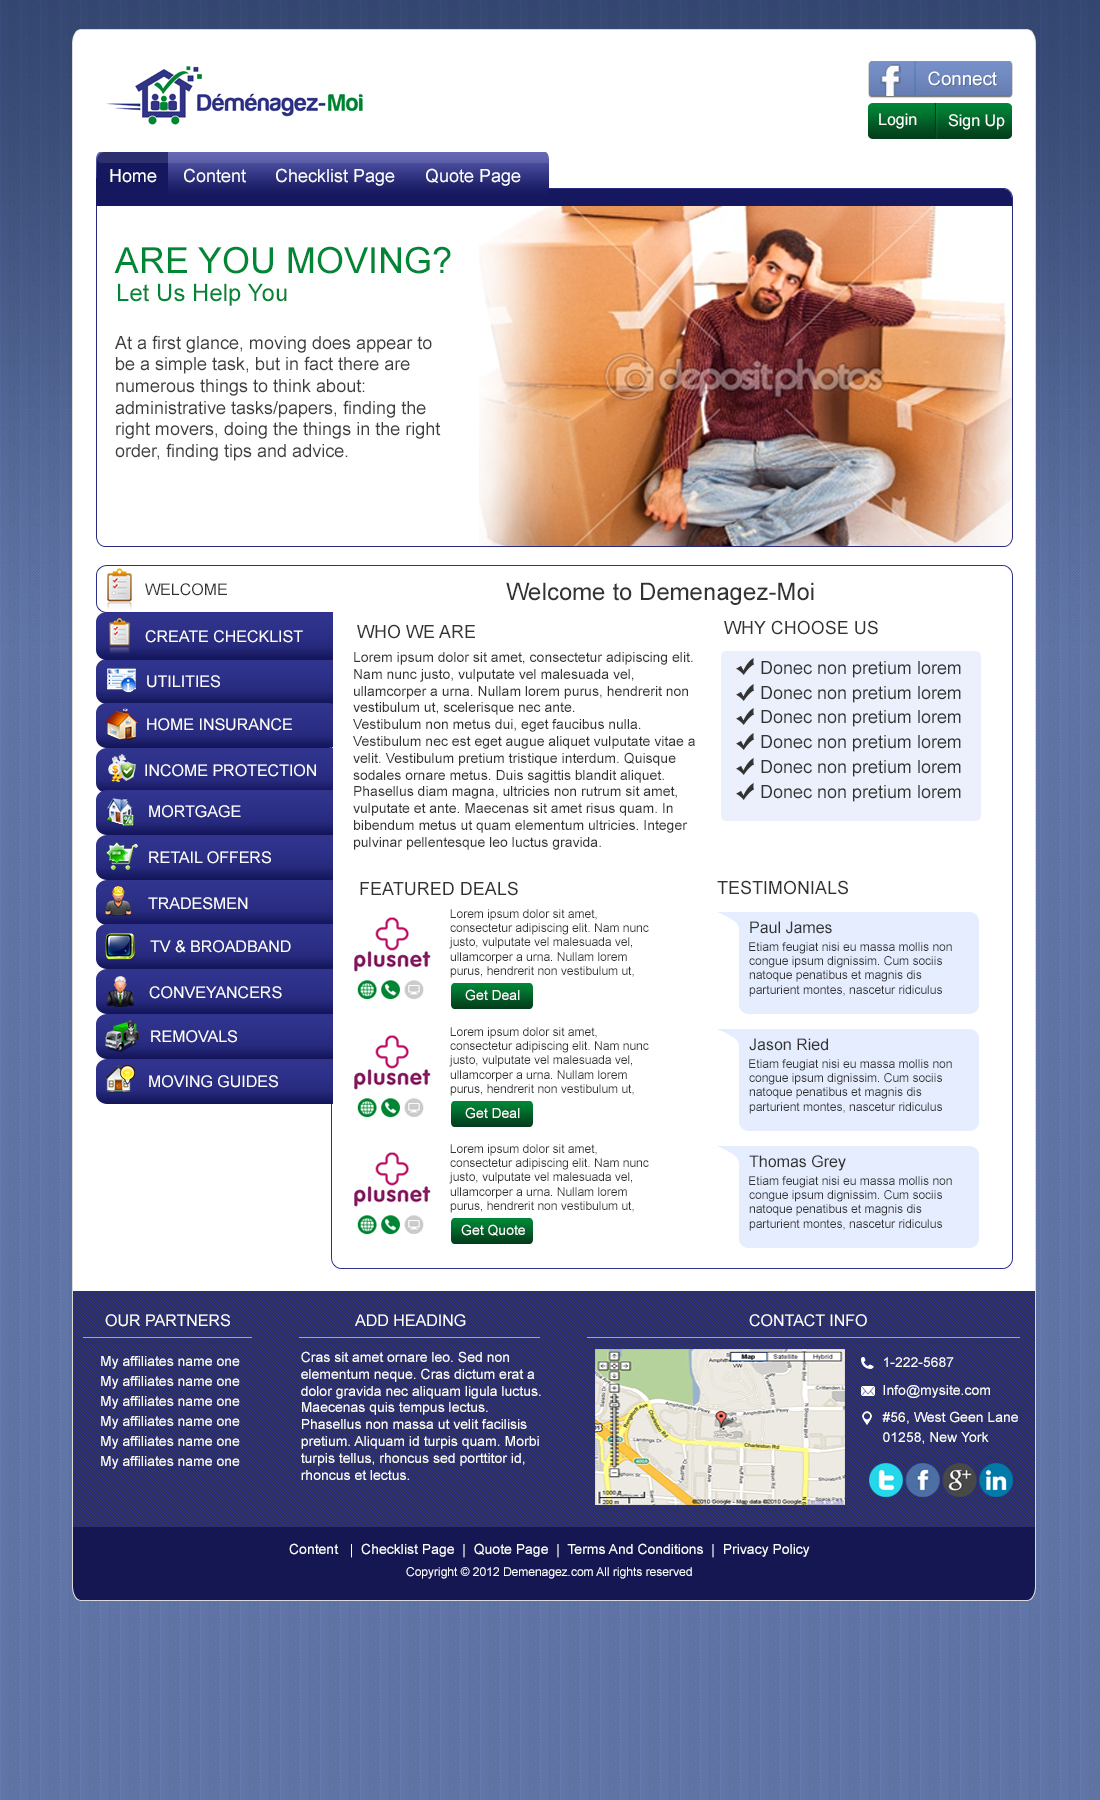 Déménagez-Moi
Connect
Login
Sign Up
Home
Content
Checklist Page
Quote Page
ARE YOU MOVING?
Let Us Help You
At a first glance, moving does appear to
be a simple task, but in fact there are
numerous things to think about:
administrative tasks/papers, finding the
right movers, doing the things in the right
order, finding tips and advice.
depositphotos
WELCOME
CREATE CHECKLIST
UTILITIES
HOME INSURANCE
INCOME PROTECTION
MORTGAGE
RETAIL OFFERS
TRADESMEN
TV & BROADBAND
CONVEYANCERS
REMOVALS
MOVING GUIDES
Welcome to Demenagez-Moi
WHO WE ARE
Lorem ipsum dolor sit amet, consectetur adipiscing elit.
Nam nunc justo, vulputate vel malesuada vel,
ullamcorper a urna. Nullam lorem purus, hendrerit non
vestibulum ut, scelerisque nec ante.
Vestibulum non metus dui, eget faucibus nulla.
Vestibulum nec est eget augue aliquet vulputate vitae a
velit. Vestibulum pretium tristique interdum. Quisque
sodales ornare metus. Duis sagittis blandit aliquet.
Phasellus diam magna, ultricies non rutrum sit amet,
vulputate et ante. Maecenas sit amet risus quam. In
bibendum metus ut quam elementum ultricies. Integer
pulvinar pellentesque leo luctus gravida.
WHY CHOOSE US
Donec non pretium lorem
Donec non pretium lorem
Donec non pretium lorem
Donec non pretium lorem
Donec non pretium lorem
Donec non pretium lorem
FEATURED DEALS
plusnet
Lorem ipsum dolor sit amet,
consectetur adipiscing elit. Nam nunc
justo, vulputate vel malesuada vel,
ullamcorper a urna. Nullam lorem
purus, hendrerit non vestibulum ut,
Get Deal
plusnet
Lorem ipsum dolor sit amet,
consectetur adipiscing elit. Nam nunc
justo, vulputate vel malesuada vel,
ullamcorper a urna. Nullam lorem
purus, hendrerit non vestibulum ut,
Get Deal
plusnet
Lorem ipsum dolor sit amet,
consectetur adipiscing elit. Nam nunc
justo, vulputate vel malesuada vel,
ullamcorper a urna. Nullam lorem
purus, hendrerit non vestibulum ut,
Get Quote
TESTIMONIALS
Paul James
Etiam feugiat nisi eu massa mollis non
congue ipsum dignissim. Cum sociis
natoque penatibus et magnis dis
parturient montes, nascetur ridiculus
Jason Ried
Etiam feugiat nisi eu massa mollis non
congue ipsum dignissim. Cum sociis
natoque penatibus et magnis dis
parturient montes, nascetur ridiculus
Thomas Grey
Etiam feugiat nisi eu massa mollis non
congue ipsum dignissim. Cum sociis
natoque penatibus et magnis dis
parturient montes, nascetur ridiculus
OUR PARTNERS
My affiliates name one
My affiliates name one
My affiliates name one
My affiliates name one
My affiliates name one
My affiliates name one
ADD HEADING
Cras sit amet ornare leo. Sed non
elementum neque. Cras dictum erat a
dolor gravida nec aliquam ligula luctus.
Maecenas quis tempus lectus.
Phasellus non massa ut velit facilisis
pretium. Aliquam id turpis quam. Morbi
turpis tellus, rhoncus sed porttitor id,
rhoncus et lectus.
CONTACT INFO
Map
Satellite
Hybrid
Amphitheatre Pkwy
Charleston Rd
Landings Dr
1000 ft
200 m
©2010 Google - Map data ©2010 Google
1-222-5687
Info@mysite.com
#56, West Geen Lane
01258, New York
Content | Checklist Page | Quote Page | Terms And Conditions | Privacy Policy
Copyright © 2012 Demenagez.com All rights reserved